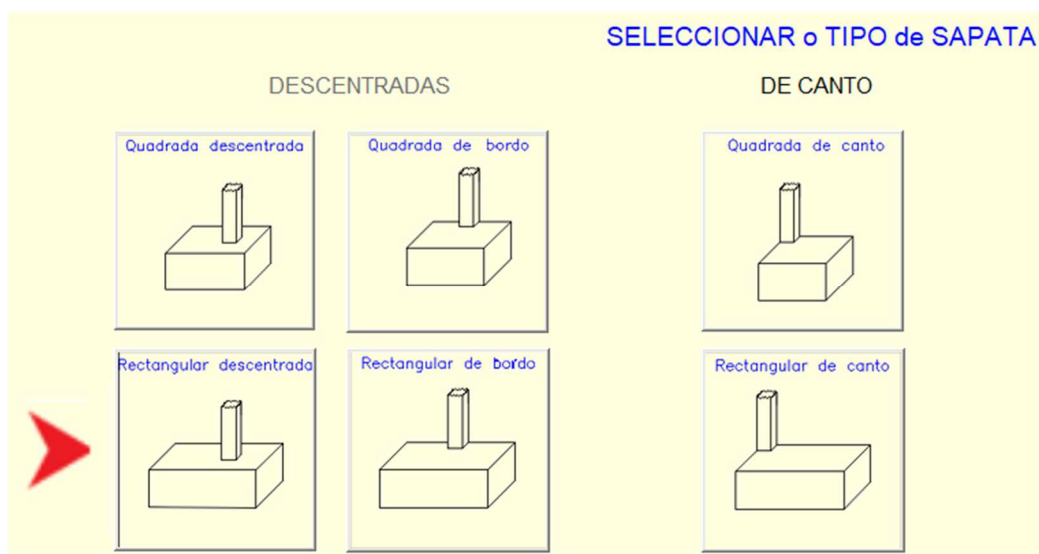 SELECCIONAR o TIPO de SAPATA
DESCENTRADAS
DE CANTO
Quadrada descentrada
Quadrada de bordo
Quadrada de canto
Rectangular descentrada
Rectangular de bordo
Rectangular de canto